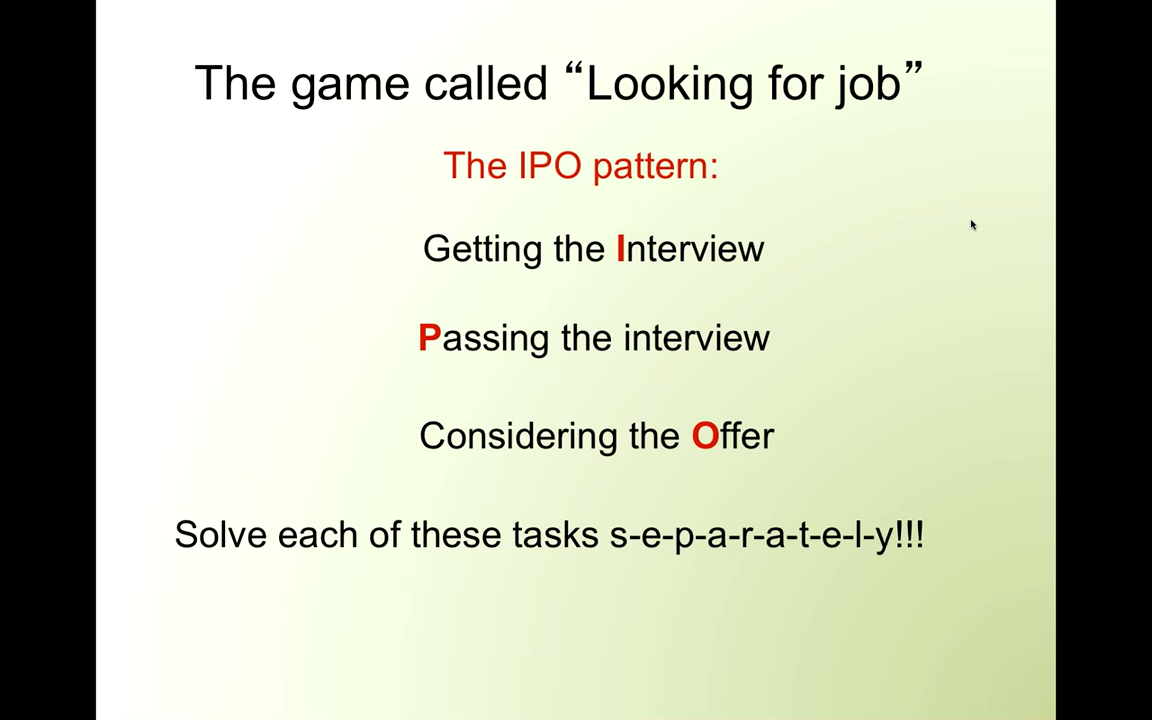 The game called “Looking for job”
The IPO pattern:
Getting the Interview
Passing the interview
Considering the Offer
Solve each of these tasks s-e-p-a-r-a-t-e-l-y!!!